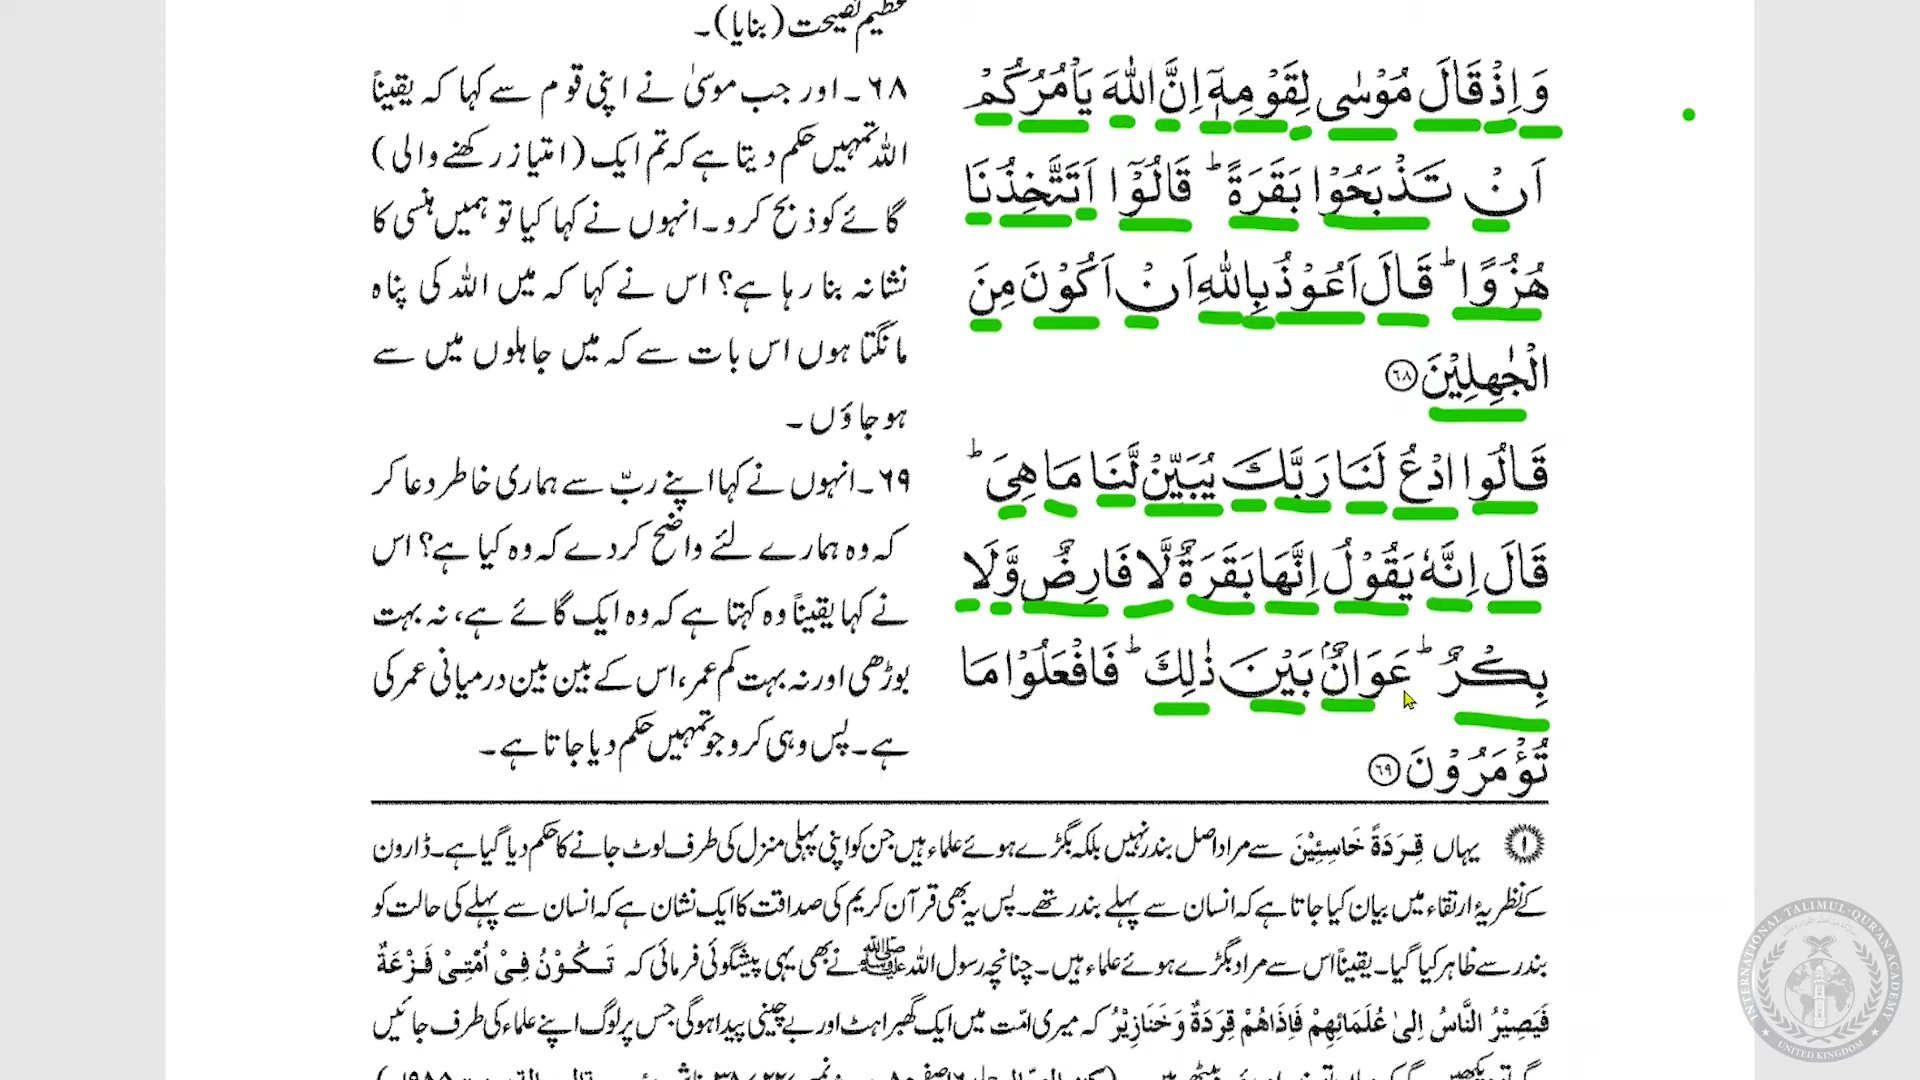 عظیم نصیحت (بنایا)۔
وَ اِذْ قَالَ مُوْسٰى لِقَوْمِهٖٓ اِنَّ اللّٰهَ يَاْمُرُكُمْ
اَنْ تَذْبَحُوْا بَقَرَةً ؕ قَالُوْٓا اَتَتَّخِذُنَا
هُزُوًا ؕ قَالَ اَعُوْذُ بِاللّٰهِ اَنْ اَكُوْنَ مِنَ
الْجٰهِلِيْنَ ﴿۶۸﴾
قَالُوا ادْعُ لَنَا رَبَّكَ يُبَيِّنْ لَّنَا مَا هِيَ ؕ
قَالَ اِنَّهٗ يَقُوْلُ اِنَّهَا بَقَرَةٌ لَّا فَارِضٌ وَّلَا
بِكْرٌ ؕ عَوَانٌۢ بَيْنَ ذٰلِكَ ؕ فَافْعَلُوْا مَا
تُؤْمَرُوْنَ ﴿۶۹﴾
۶۸۔ اور جب موسیٰ نے اپنی قوم سے کہا کہ یقیناً
اللہ تمہیں حکم دیتا ہے کہ تم ایک (امتیاز رکھنے والی)
گائے کو ذبح کرو۔ انہوں نے کہا کیا تو ہمیں ہنسی کا
نشانہ بنا رہا ہے؟ اس نے کہا کہ میں اللہ کی پناہ
مانگتا ہوں اس بات سے کہ میں جاہلوں میں سے
ہو جاؤں۔
۶۹۔ انہوں نے کہا اپنے ربّ سے ہماری خاطر دعا کر
کہ وہ ہمارے لئے واضح کردے کہ وہ کیا ہے؟ اس
نے کہا یقیناً وہ کہتا ہے کہ وہ ایک گائے ہے، نہ بہت
بوڑھی اور نہ بہت کم عمر، اس کے بین بین درمیانی عمر کی
ہے۔ پس وہی کرو جو تمہیں حکم دیا جاتا ہے۔
۱ یہاں قِرَدَةً خَاسِئِيْنَ سے مراد اصل بندر نہیں بلکہ بگڑے ہوئے علماء ہیں جن کو اپنی پہلی منزل کی طرف لوٹ جانے کا حکم دیا گیا ہے۔ ڈارون
کے نظریۂ ارتقاء میں بیان کیا جاتا ہے کہ انسان سے پہلے بندر تھے۔ پس یہ بھی قرآن کریم کی صداقت کا ایک نشان ہے کہ انسان سے پہلے کی حالت کو
بندر سے ظاہر کیا گیا۔ یقیناً اس سے مراد بگڑے ہوئے علماء ہیں۔ چنانچہ رسول اللہ ﷺ نے بھی یہی پیشگوئی فرمائی کہ تَكُوْنُ فِيْ اُمَّتِيْ فَزْعَةٌ
فَيَصِيْرُ النَّاسُ اِلىٰ عُلَمَائِهِمْ فَاِذَاهُمْ قِرَدَةٌ وَخَنَازِيْرُ کہ میری امّت میں ایک گھبراہٹ اور بے چینی پیدا ہوگی جس پر لوگ اپنے علماء کی طرف جائیں
INTERNATIONAL TALIMUL-QUR'AN ACADEMY
UNITED KINGDOM